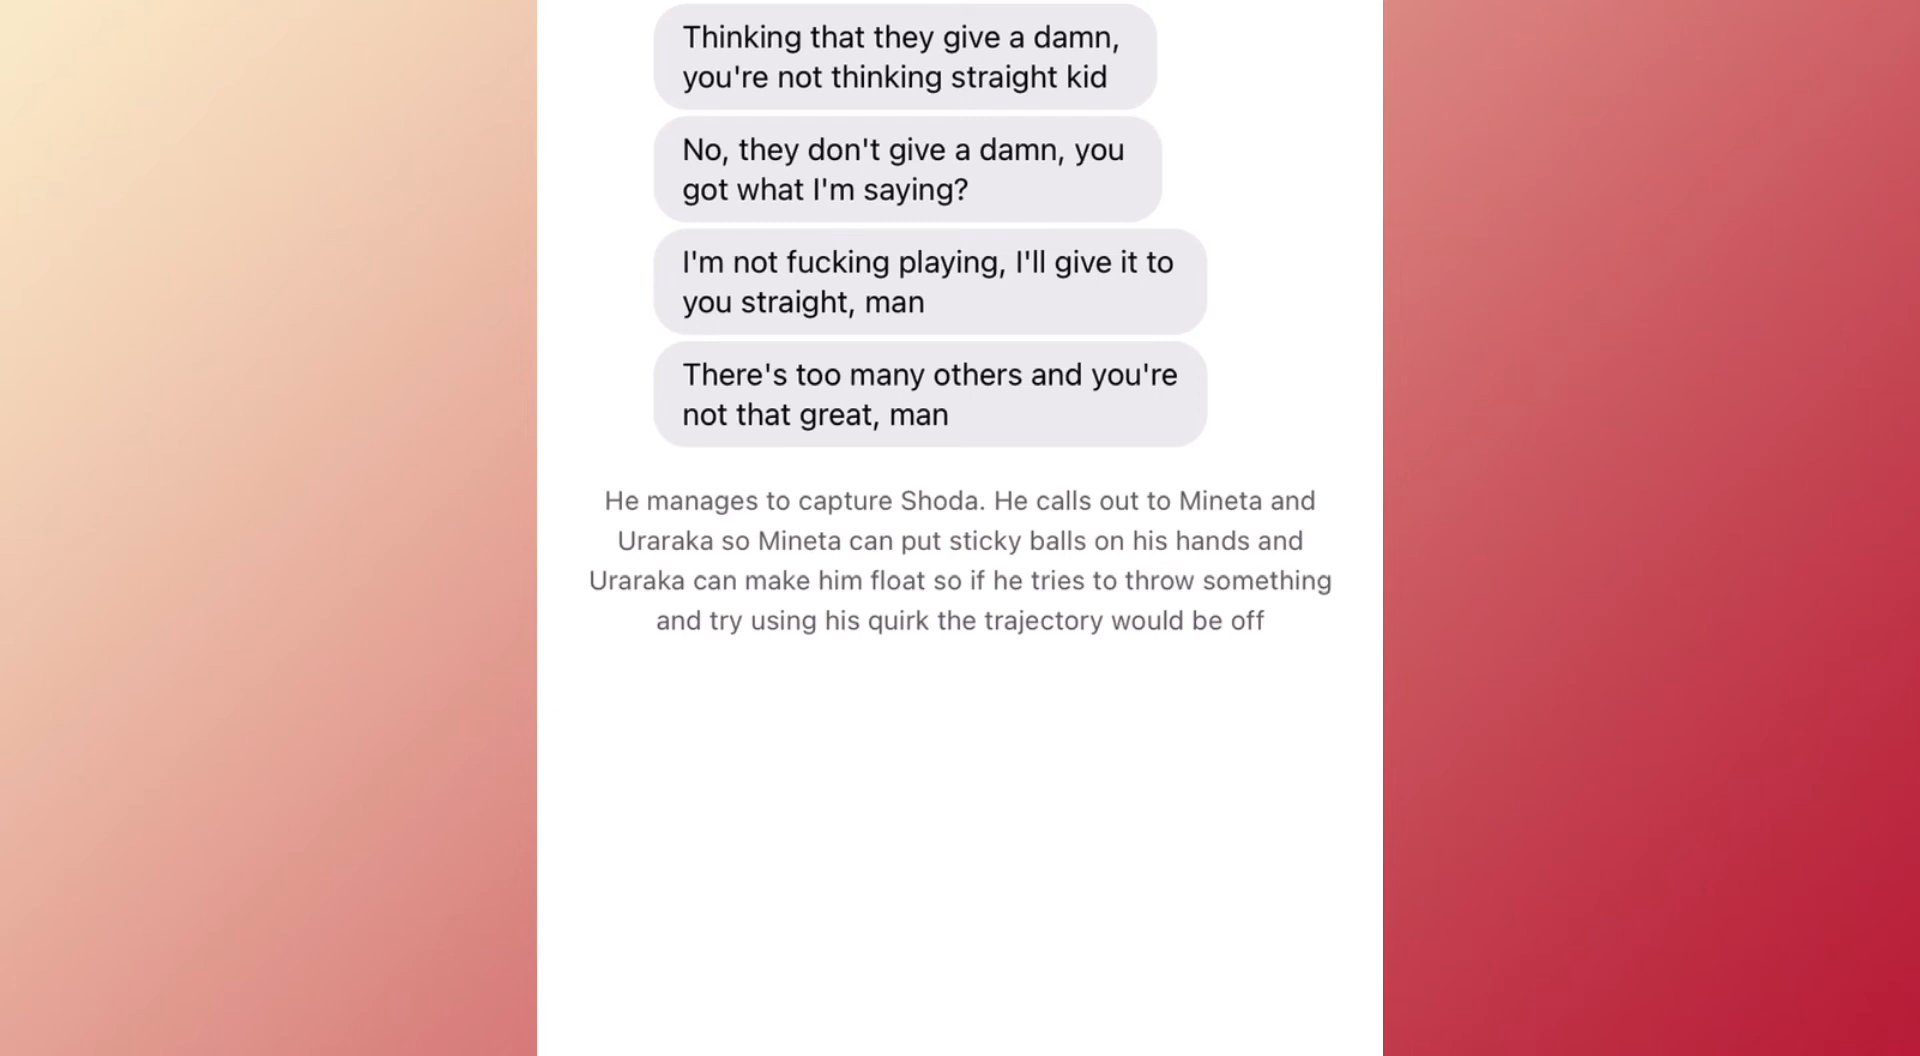 Thinking that they give a damn,
you're not thinking straight kid
No, they don't give a damn, you
got what I'm saying?
I'm not fucking playing, I'll give it to
you straight, man
There's too many others and you're
not that great, man
He manages to capture Shoda. He calls out to Mineta and
Uraraka so Mineta can put sticky balls on his hands and
Uraraka can make him float so if he tries to throw something
and try using his quirk the trajectory would be off